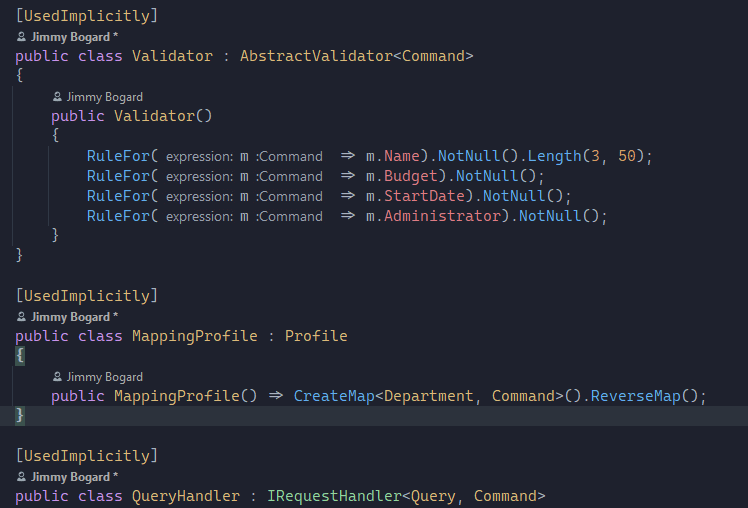 [UsedImplicitly]
Jimmy Bogard *
public class Validator : AbstractValidator<Command>
{
Jimmy Bogard
public Validator()
{
RuleFor( expression: m :Command => m.Name).NotNull().Length(3, 50);
RuleFor( expression: m :Command => m.Budget).NotNull();
RuleFor( expression: m :Command => m.StartDate).NotNull();
RuleFor( expression: m :Command => m.Administrator).NotNull();
}
}
[UsedImplicitly]
Jimmy Bogard *
public class MappingProfile : Profile
{
Jimmy Bogard
public MappingProfile() => CreateMap<Department, Command>().ReverseMap();
}
[UsedImplicitly]
Jimmy Bogard *
public class QueryHandler : IRequestHandler<Query, Command>